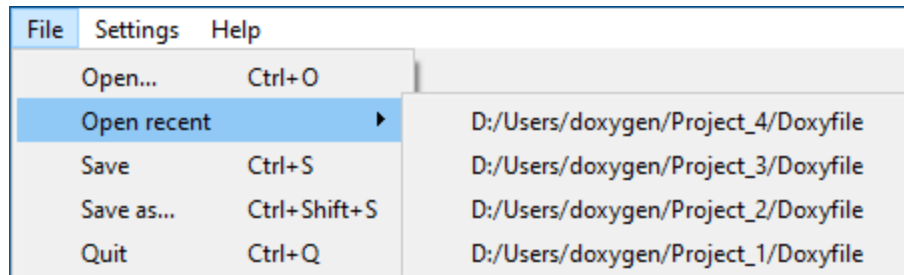 File Settings Help
Open... Ctrl+O
Open recent D:/Users/doxygen/Project_4/Doxyfile
Save Ctrl+S D:/Users/doxygen/Project_3/Doxyfile
Save as... Ctrl+Shift+S D:/Users/doxygen/Project_2/Doxyfile
Quit Ctrl+Q D:/Users/doxygen/Project_1/Doxyfile